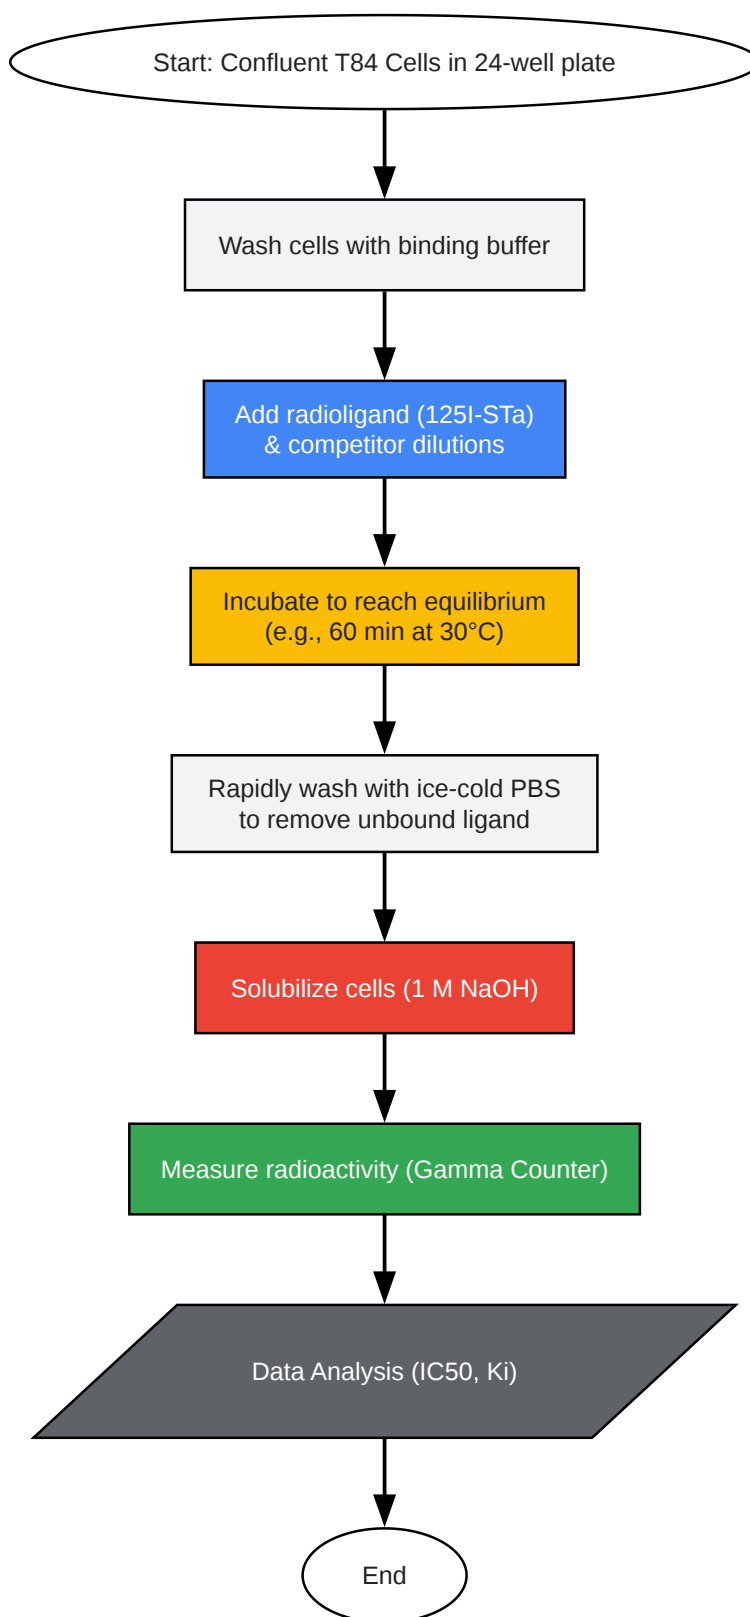 Start: Confluent T84 Cells in 24-well plate
Wash cells with binding buffer
Add radioligand (125I-STa)
& competitor dilutions
Incubate to reach equilibrium
(e.g., 60 min at 30°C)
Rapidly wash with ice-cold PBS
to remove unbound ligand
Solubilize cells (1 M NaOH)
Measure radioactivity (Gamma Counter)
Data Analysis (IC50, Ki)
End